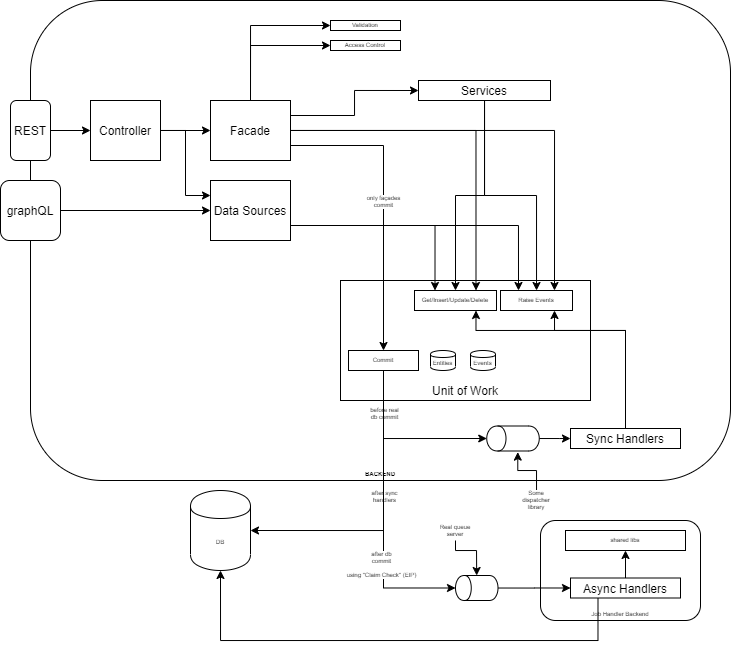 Validation
Access Control
Services
REST
Controller
Facade
only façades
commit
graphQL
Data Sources
Get/Insert/Update/Delete
Raise Events
Commit
Entities
Events
Unit of Work
before real
db commit
Sync Handlers
BACKEND
after sync
handlers
Some
dispatcher
library
DB
Real queue
server
shared libs
after db
commit
using "Claim Check" (EIP)
Async Handlers
Job Handler Backend